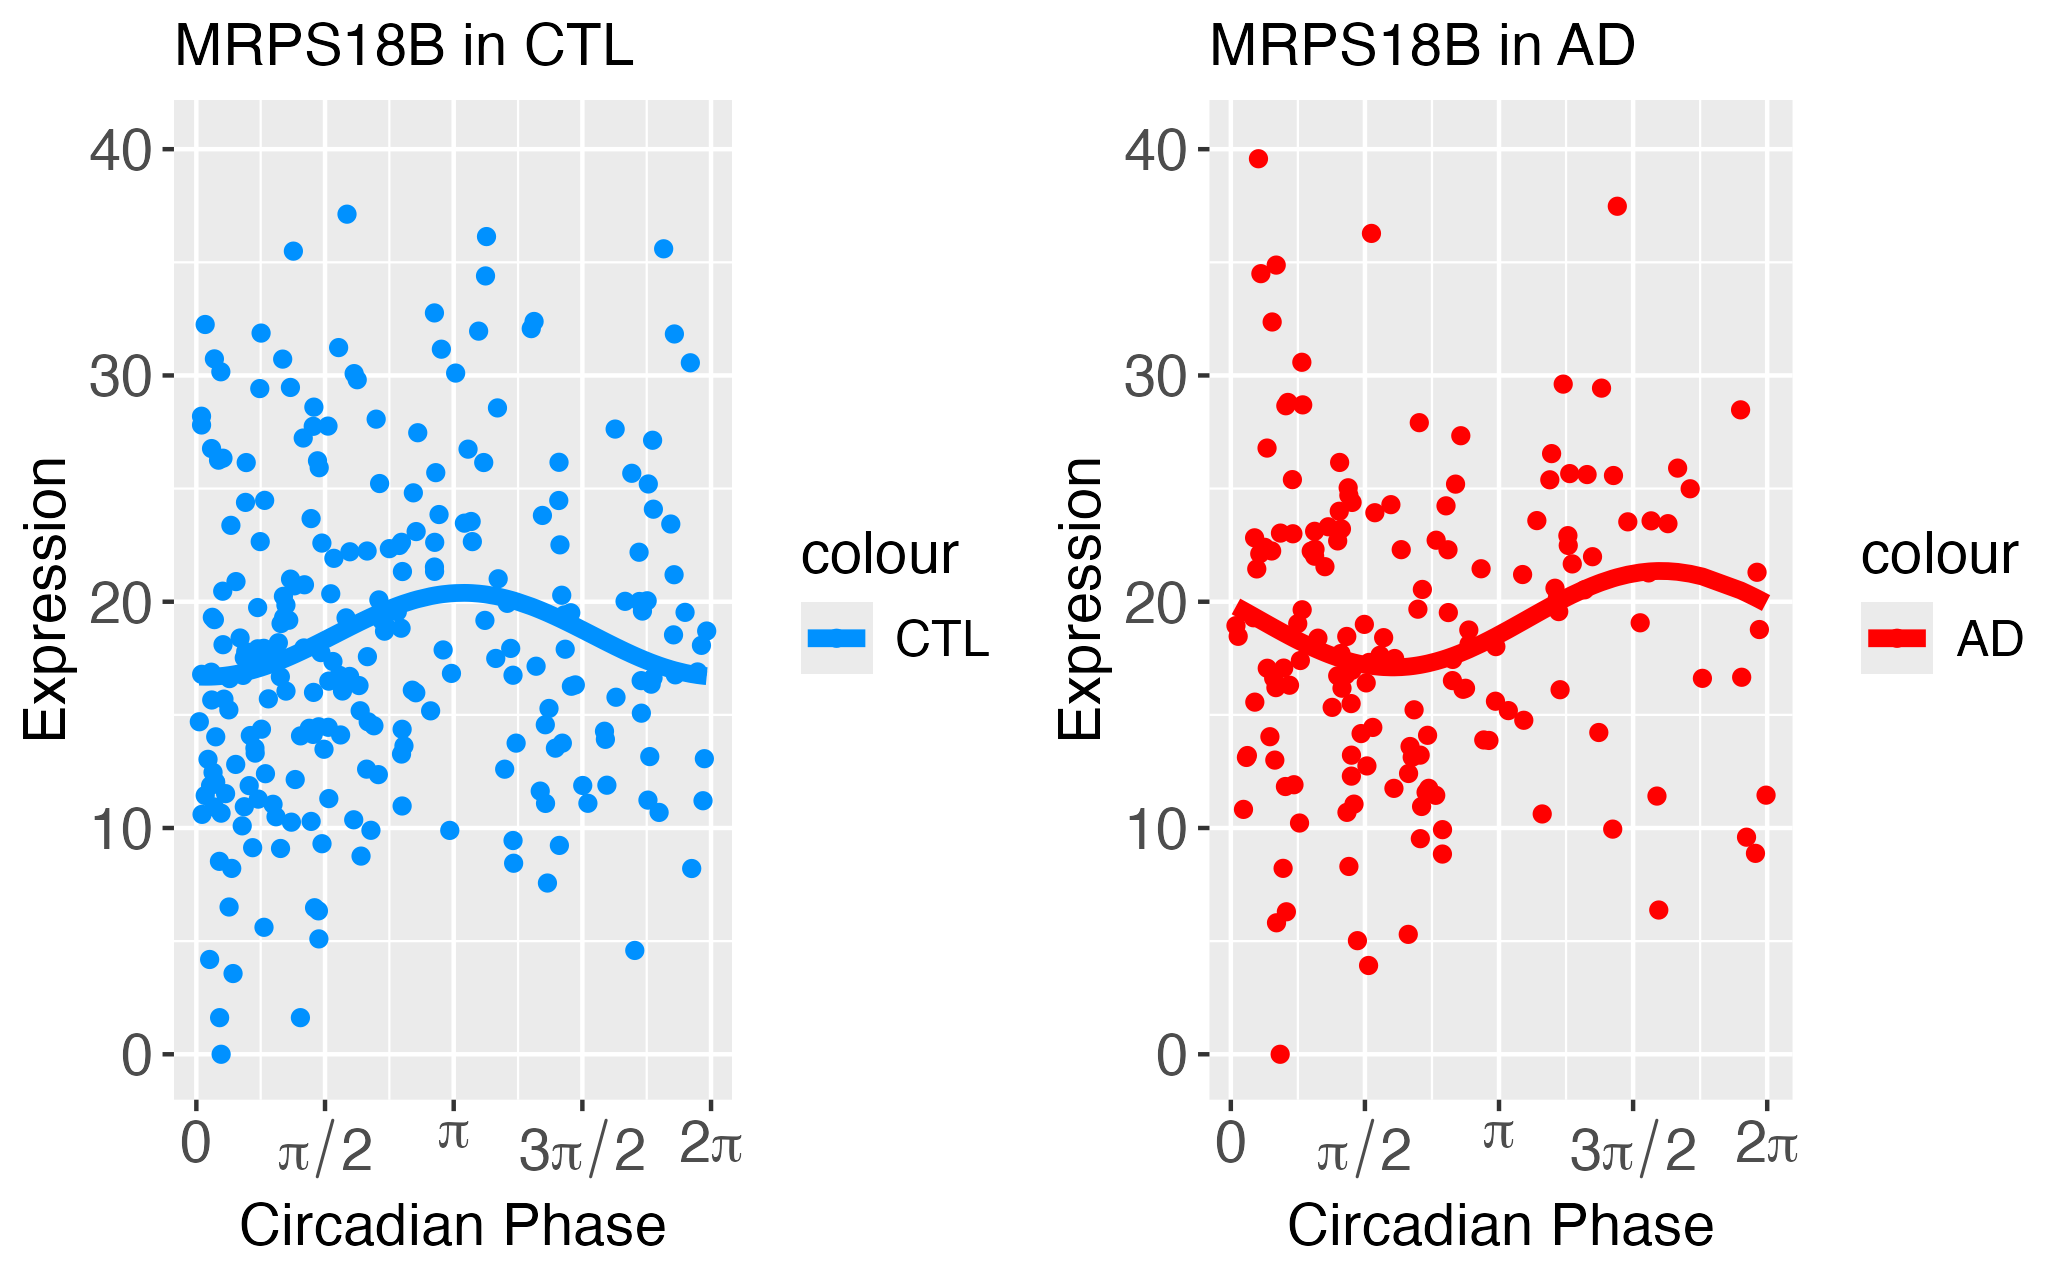 MRPS18B in CTL
40
30
20
10
0
Expression
0 π/2 π 3π/2 2π
Circadian Phase
colour
CTL
MRPS18B in AD
40
30
20
10
0
Expression
0 π/2 π 3π/2 2π
Circadian Phase
colour
AD